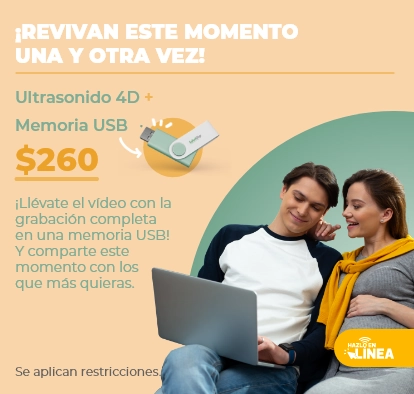 ¡REVIVAN ESTE MOMENTO
UNA Y OTRA VEZ!
Ultrasonido 4D +
Memoria USB
$260
¡Llévate el vídeo con la
grabación completa
en una memoria USB!
Y comparte este
momento con los
que más quieras.
HAZLO EN
LÍNEA
Se aplican restricciones.